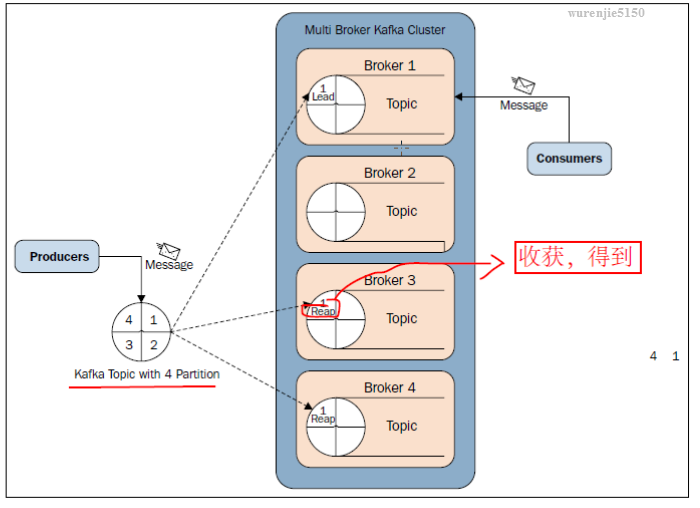 wurenjie5150
Multi Broker Kafka Cluster
Broker 1
1
Lead
Topic
Message
Consumers
Broker 2
Topic
Producers
Message
收获，得到
Broker 3
1
Reap
Topic
4 1
3 2
Kafka Topic with 4 Partition
4 1
Broker 4
1
Reap
Topic